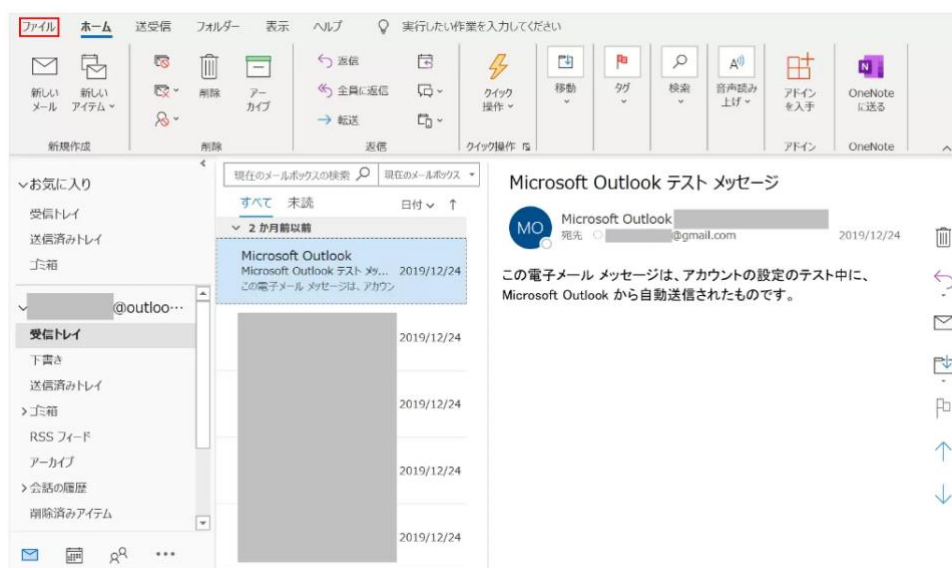 ファイル ホーム 送受信 フォルダー 表示 ヘルプ 実行したい作業を入力してください
新しい
メール
新しい
アイテム
削除
アー
カイブ
返信
全員に返信
転送
クイック
操作
移動
タグ
検索
音声読み
上げ
アドイン
を入手
OneNote
に送る
新規作成 削除 返信 クイック操作 アドイン OneNote
お気に入り
受信トレイ
送信済みトレイ
ゴミ箱
@outloo…
受信トレイ
下書き
送信済みトレイ
ゴミ箱
RSS フィード
アーカイブ
会話の履歴
削除済みアイテム
現在のメールボックスの検索 現在のメールボックス
すべて 未読 日付
2 か月前以前
Microsoft Outlook
Microsoft Outlook テスト メッ... 2019/12/24
この電子メール メッセージは、アカウン
2019/12/24
2019/12/24
2019/12/24
2019/12/24
Microsoft Outlook テスト メッセージ
MO
Microsoft Outlook
宛先 @gmail.com 2019/12/24
この電子メール メッセージは、アカウントの設定のテスト中に、
Microsoft Outlook から自動送信されたものです。